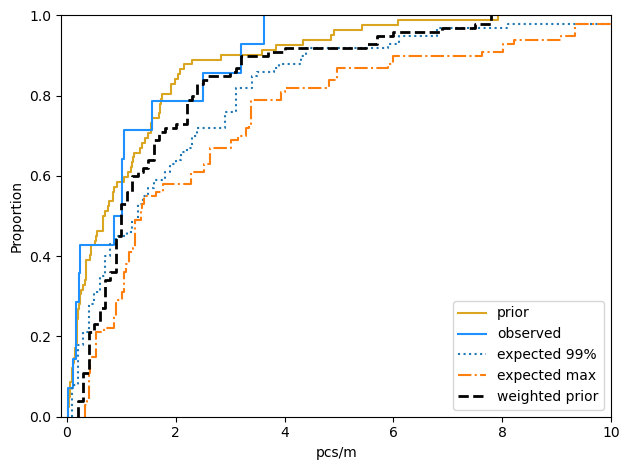 1.0
0.8
0.6
0.4
0.2
0.0
Proportion
0
2
4
6
8
10
pcs/m
prior
observed
expected 99%
expected max
weighted prior